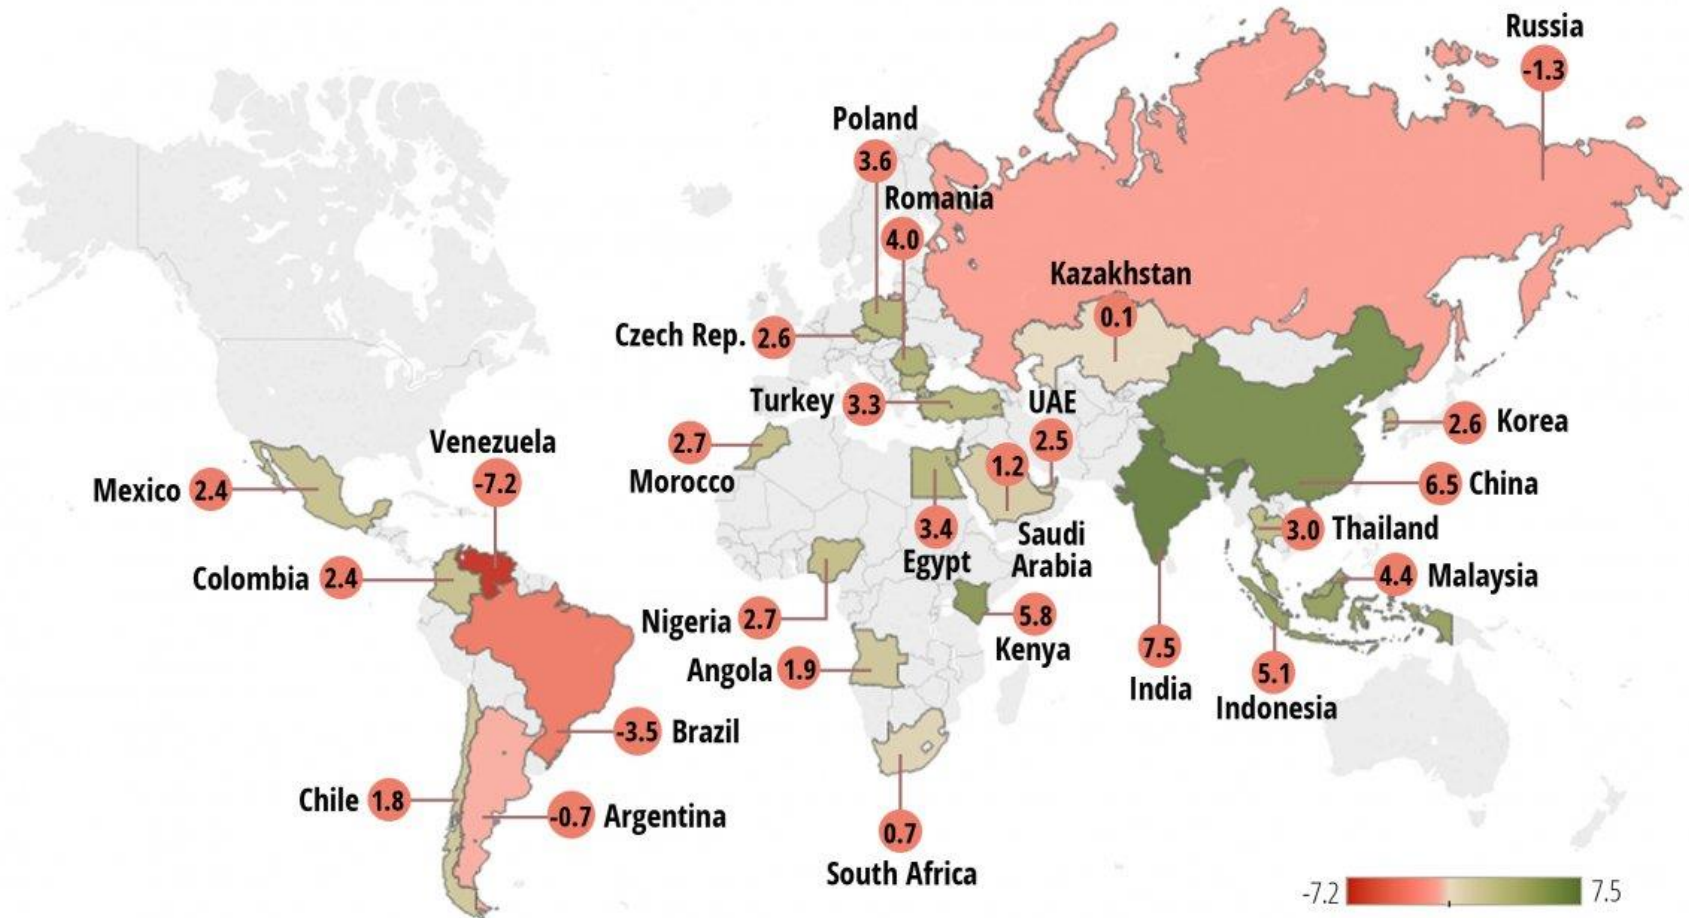 Russia
-1.3
Poland
3.6
Romania
4.0
Kazakhstan
0.1
Czech Rep. 2.6
Turkey 3.3
UAE
2.5
2.6 Korea
Venezuela
-7.2
2.7
Morocco
1.2
Saudi
Arabia
Mexico 2.4
6.5 China
3.4
Egypt
3.0 Thailand
Colombia 2.4
4.4 Malaysia
Nigeria 2.7
5.8
Kenya
Angola 1.9
7.5
India
5.1
Indonesia
-3.5 Brazil
Chile 1.8
-0.7 Argentina
0.7
South Africa
-7.2 7.5